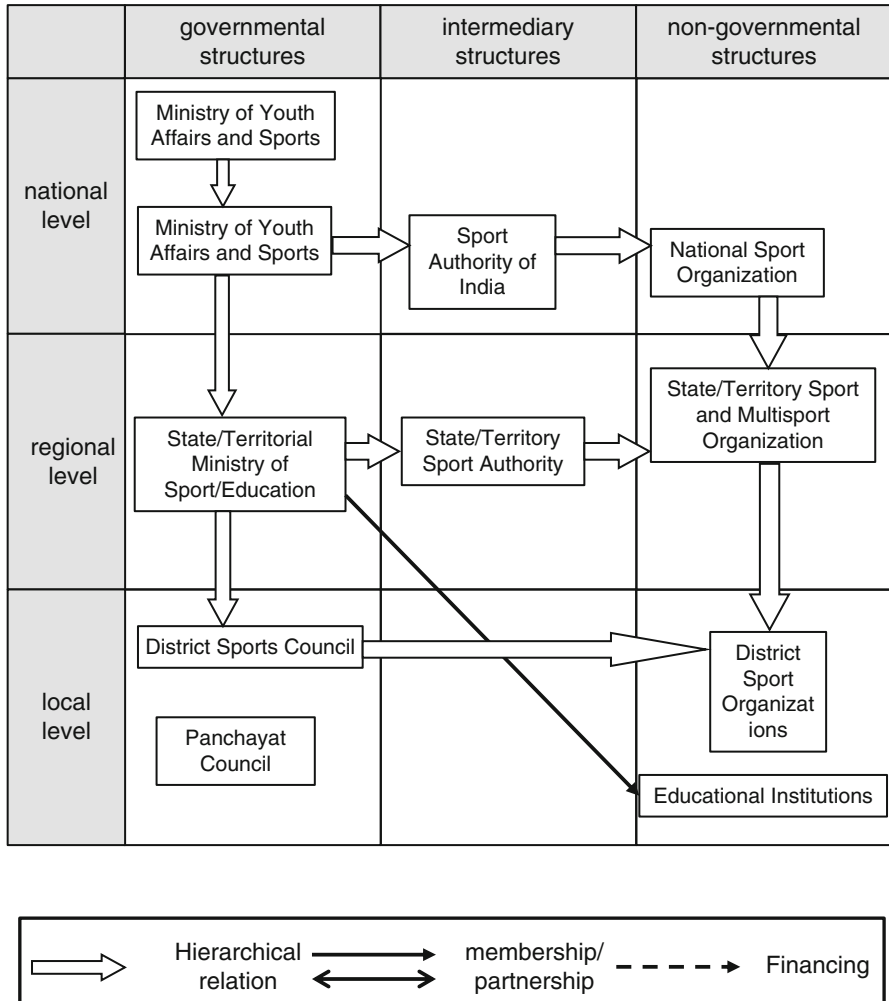 governmental
structures
intermediary
structures
non-governmental
structures
national
level
Ministry of Youth
Affairs and Sports
Ministry of Youth
Affairs and Sports
Sport
Authority of
India
National Sport
Organization
regional
level
State/Territorial
Ministry of
Sport/Education
State/Territory
Sport Authority
State/Territory Sport
and Multisport
Organization
local
level
District Sports Council
District
Sport
Organizat
ions
Panchayat
Council
Educational Institutions
Hierarchical
relation
membership/
partnership
Financing